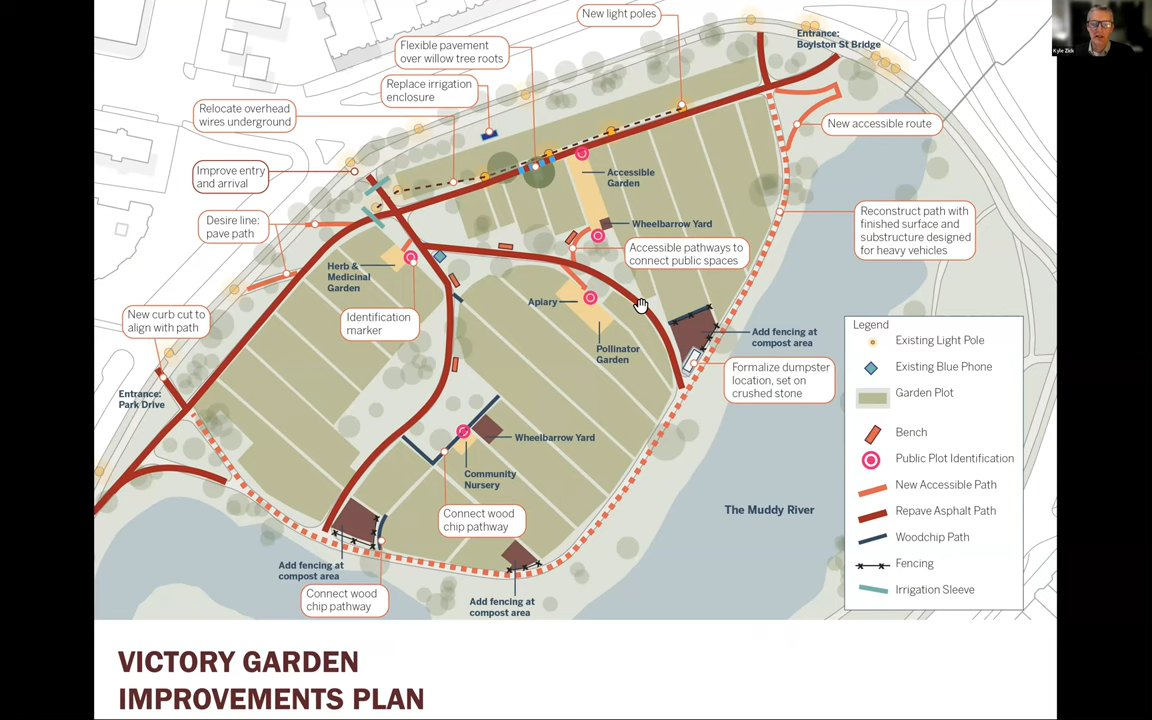 New light poles
Entrance:
Boylston St Bridge
Kyle Zick
Flexible pavement
over willow tree roots
Replace irrigation
enclosure
Relocate overhead
wires underground
New accessible route
Improve entry
and arrival
Accessible
Garden
Desire line:
pave path
Wheelbarrow Yard
Reconstruct path with
finished surface and
substructure designed
for heavy vehicles
Accessible pathways to
connect public spaces
Herb &
Medicinal
Garden
Apiary
New curb cut to
align with path
Identification
marker
Pollinator
Garden
Add fencing at
compost area
Formalize dumpster
location, set on
crushed stone
Entrance:
Park Drive
Wheelbarrow Yard
Community
Nursery
Connect wood
chip pathway
The Muddy River
Add fencing at
compost area
Connect wood
chip pathway
Add fencing at
compost area
Legend
Existing Light Pole
Existing Blue Phone
Garden Plot
Bench
Public Plot Identification
New Accessible Path
Repave Asphalt Path
Woodchip Path
Fencing
Irrigation Sleeve
VICTORY GARDEN
IMPROVEMENTS PLAN